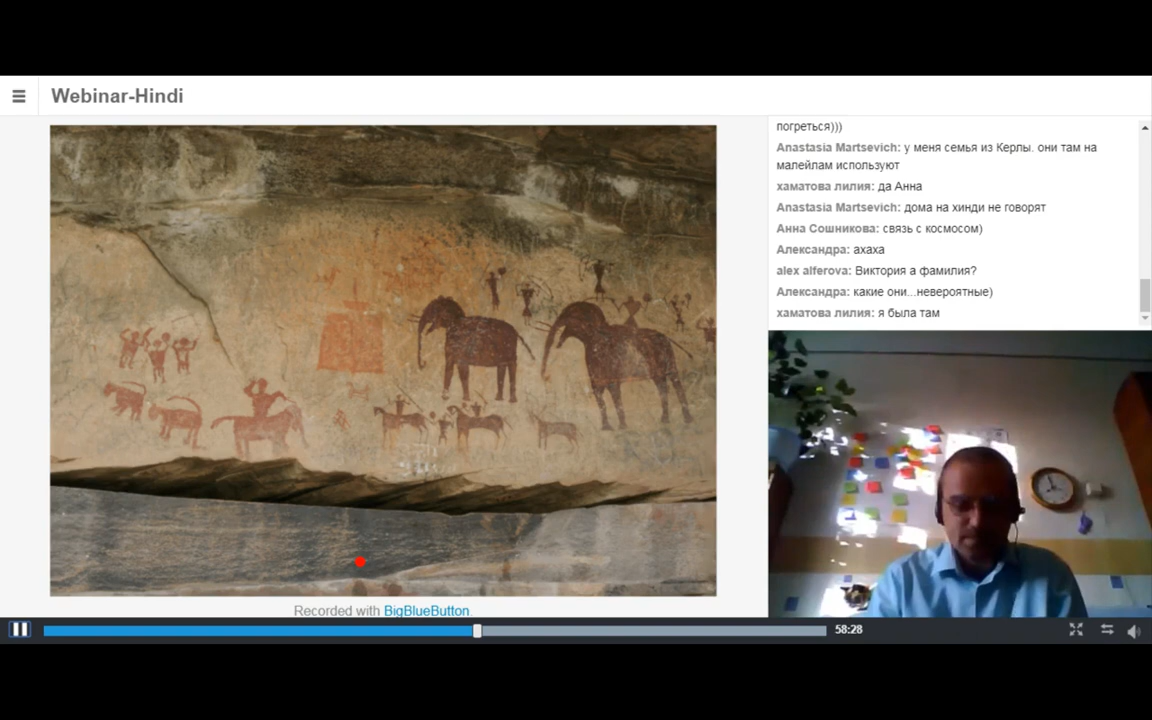 Webinar-Hindi
погреться)))
Anastasia Martsevich: у меня семья из Керлы. они там на
малейлам используют
хаматова лилия: да Анна
Anastasia Martsevich: дома на хинди не говорят
Анна Сошникова: связь с космосом)
Александра: ахаха
alex alferova: Виктория а фамилия?
Александра: какие они...невероятные)
хаматова лилия: я была там
Recorded with BigBlueButton.
58:28